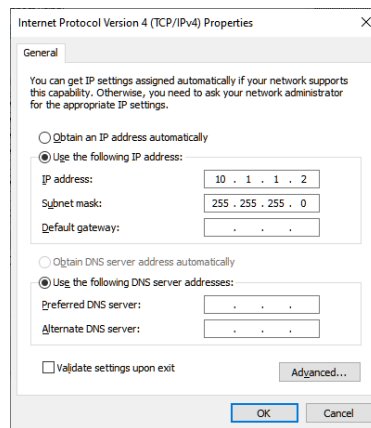 Internet Protocol Version 4 (TCP/IPv4) Properties
General
You can get IP settings assigned automatically if your network supports
this capability. Otherwise, you need to ask your network administrator
for the appropriate IP settings.
Obtain an IP address automatically
Use the following IP address:
IP address: 10 . 1 . 1 . 2
Subnet mask: 255 . 255 . 255 . 0
Default gateway: . . .
Obtain DNS server address automatically
Use the following DNS server addresses:
Preferred DNS server: . . .
Alternate DNS server: . . .
Validate settings upon exit
Advanced...
OK Cancel